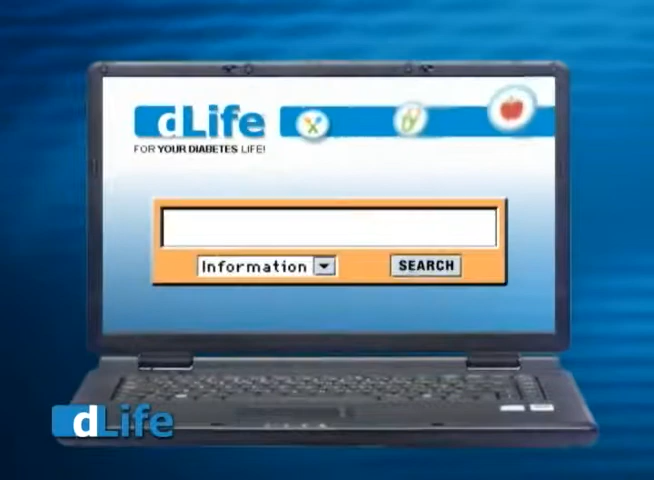 dLife
FOR YOUR DIABETES LIFE!
Information
SEARCH
dLife